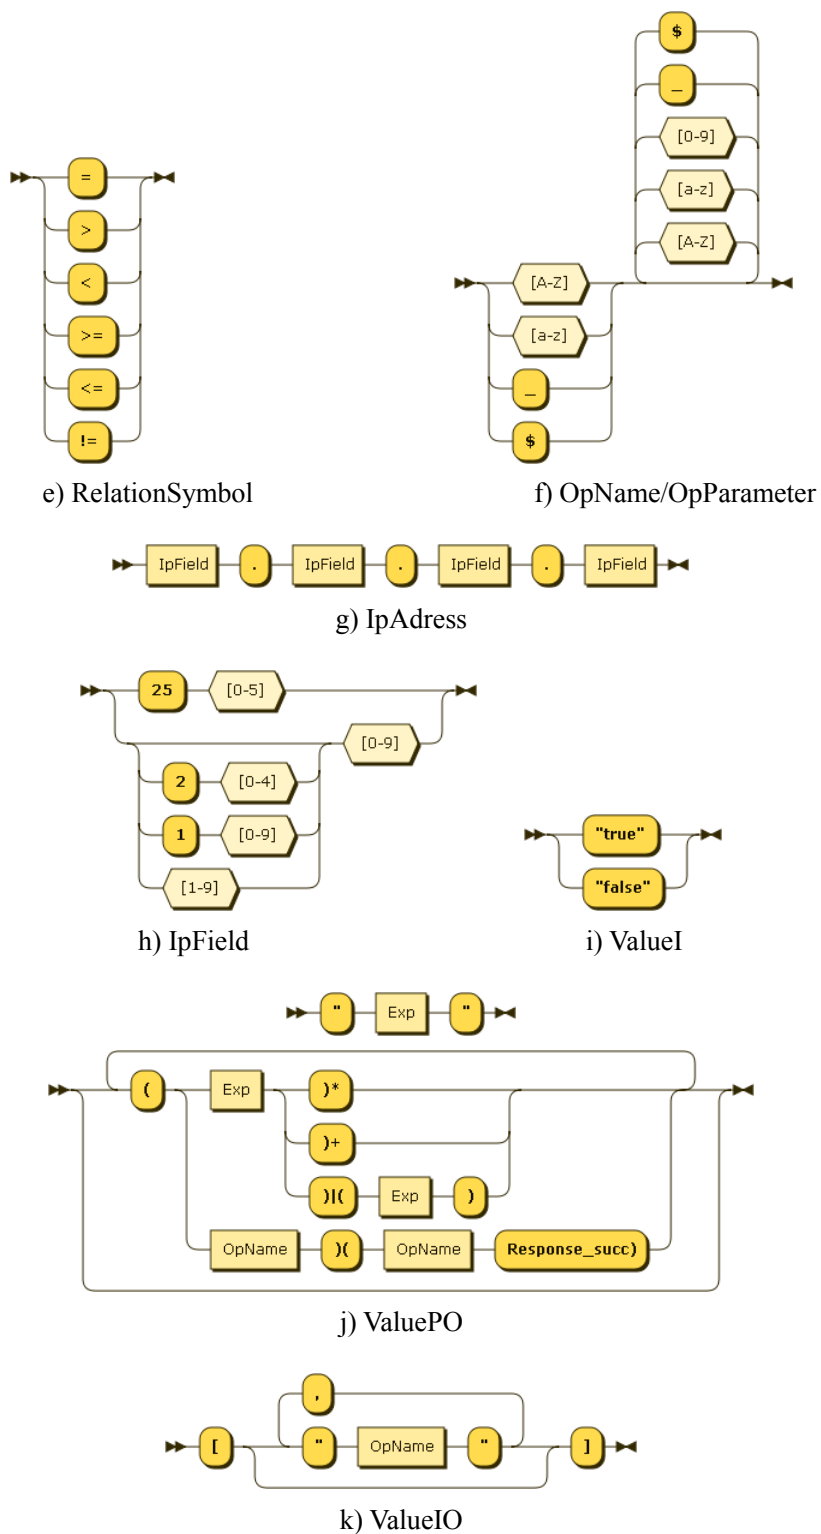 $
_
[0-9]
[a-z]
[A-Z]
=
>
<
>=
<=
!=
[A-Z]
[a-z]
_
$
e) RelationSymbol
f) OpName/OpParameter
IpField . IpField . IpField . IpField
g) IpAdress
25 [0-5]
[0-9]
2 [0-4]
1 [0-9]
[1-9]
"true"
"false"
h) IpField
i) ValueI
" Exp "
( Exp )*
)+
)|( Exp )
OpName )( OpName Response_succ)
j) ValuePO
,
[ " OpName " ]
k) ValueIO